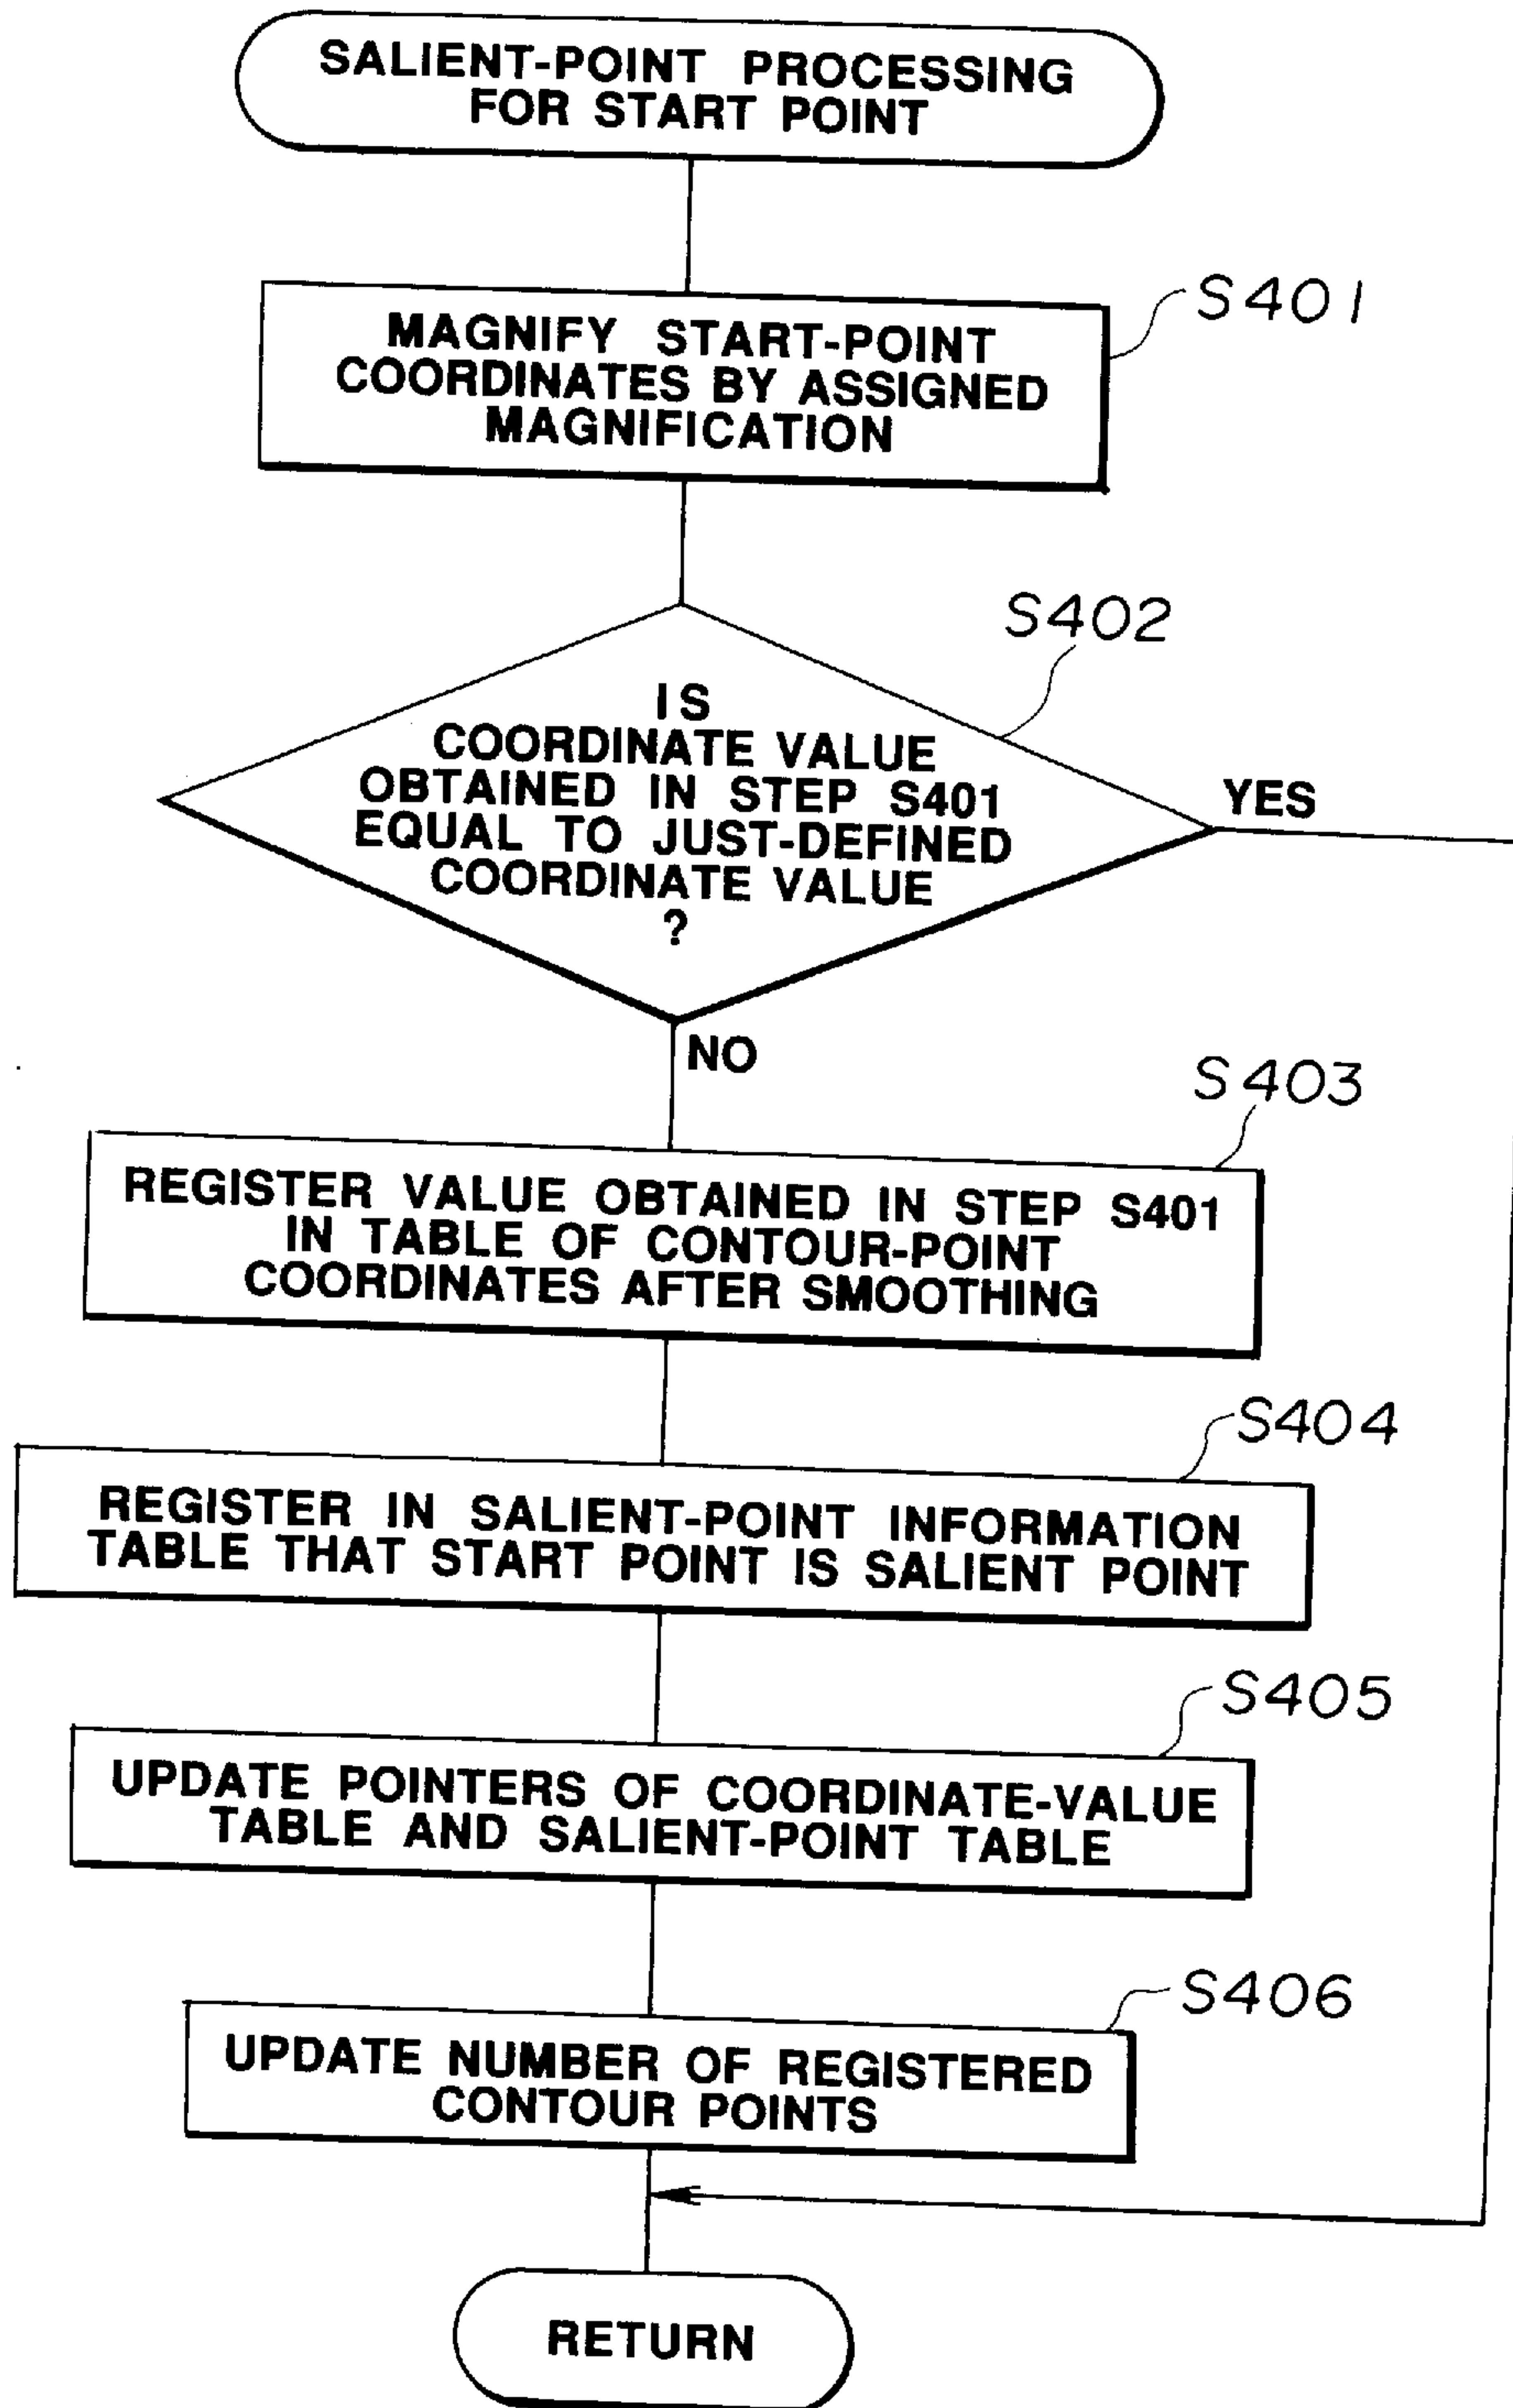 SALIENT-POINT PROCESSING
FOR START POINT
S401
MAGNIFY START-POINT
COORDINATES BY ASSIGNED
MAGNIFICATION
S402
IS
COORDINATE VALUE
OBTAINED IN STEP S401
EQUAL TO JUST-DEFINED
COORDINATE VALUE
?
YES
NO
S403
REGISTER VALUE OBTAINED IN STEP S401
IN TABLE OF CONTOUR-POINT
COORDINATES AFTER SMOOTHING
S404
REGISTER IN SALIENT-POINT INFORMATION
TABLE THAT START POINT IS SALIENT POINT
S405
UPDATE POINTERS OF COORDINATE-VALUE
TABLE AND SALIENT-POINT TABLE
S406
UPDATE NUMBER OF REGISTERED
CONTOUR POINTS
RETURN